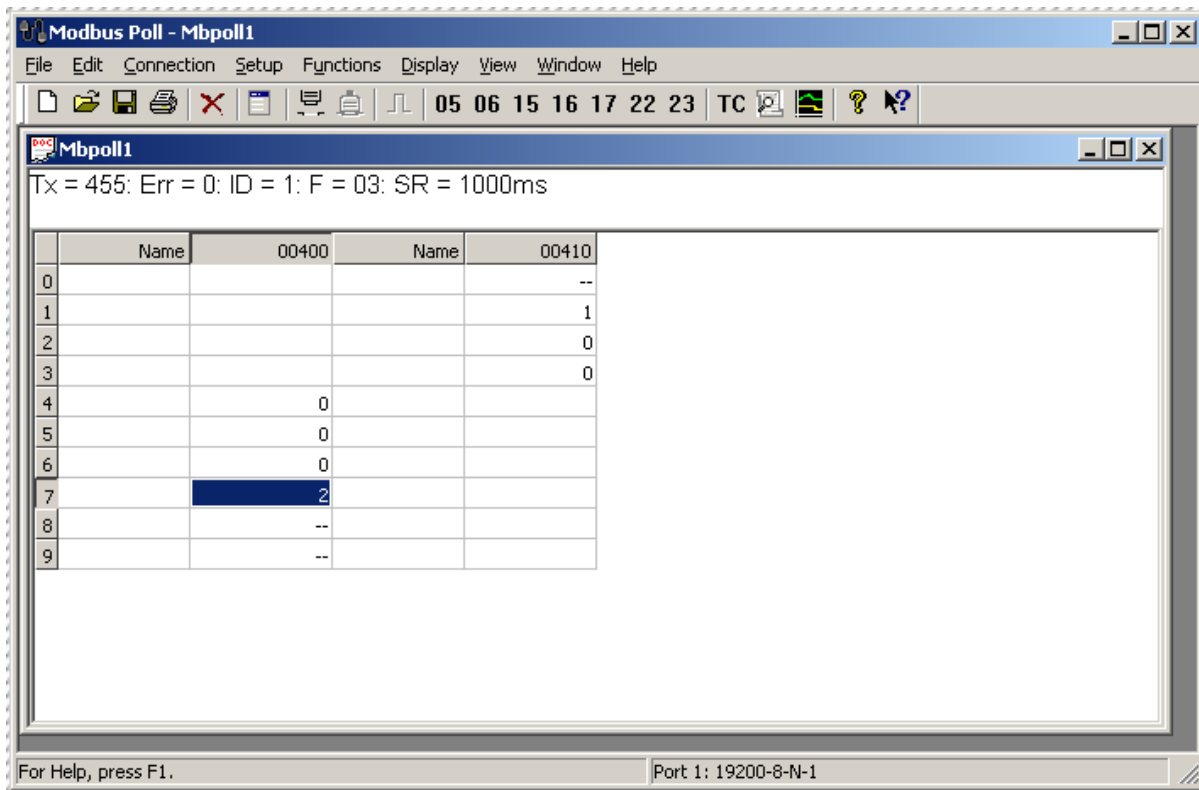 Modbus Poll - Mbpoll1
File Edit Connection Setup Functions Display View Window Help
05 06 15 16 17 22 23 TC
DOC Mbpoll1
Tx = 455: Err = 0: ID = 1: F = 03: SR = 1000ms
Name 00400 Name 00410
0 --
1 1
2 0
3 0
4 0
5 0
6 0
7 2
8 --
9 --
For Help, press F1. Port 1: 19200-8-N-1